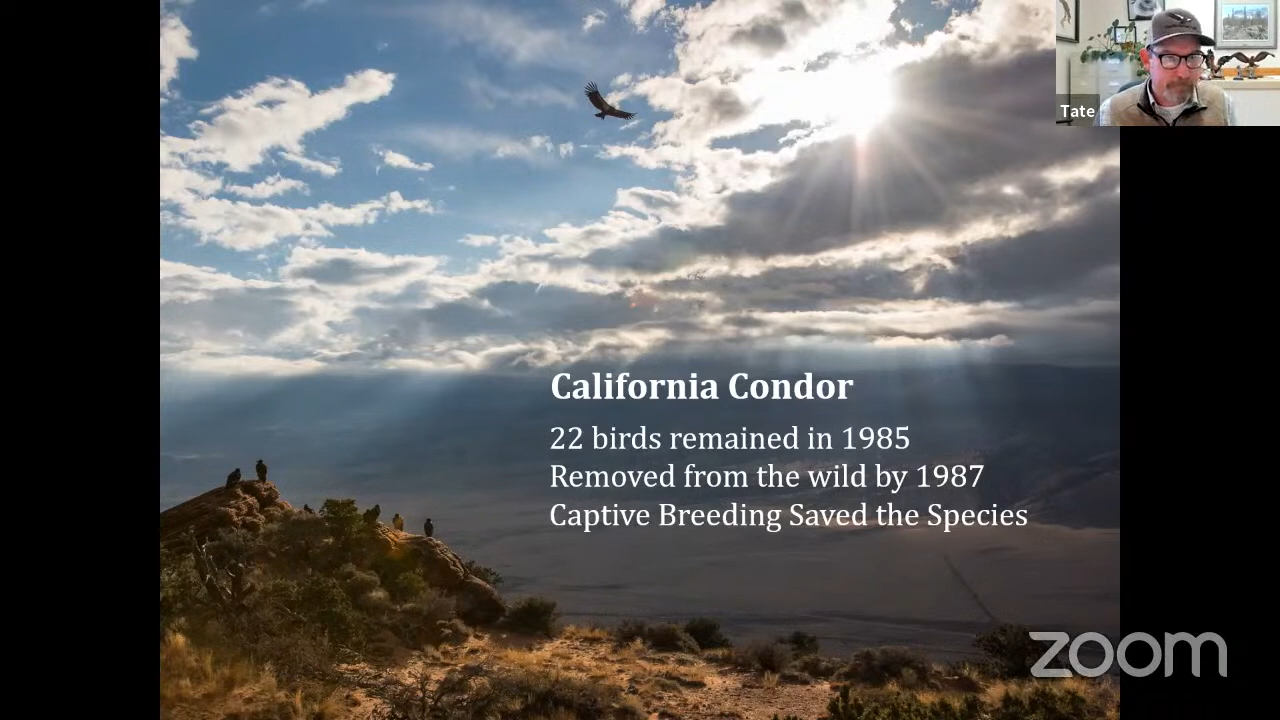 Tate
California Condor
22 birds remained in 1985
Removed from the wild by 1987
Captive Breeding Saved the Species
zoom